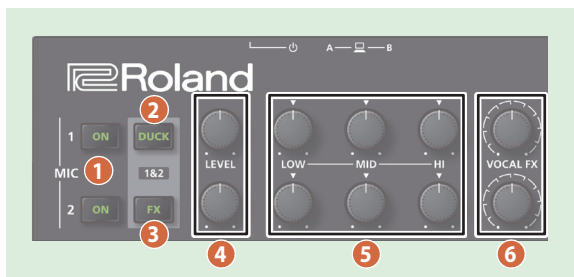 A B
Roland
2
1 ON DUCK LEVEL LOW MID HI VOCAL FX
MIC 1 1&2
2 ON FX
3 4 5 6